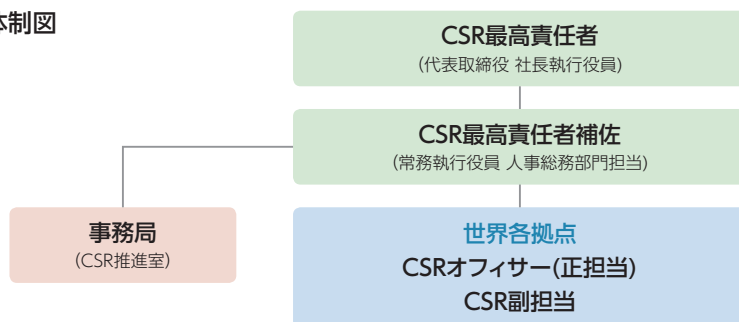 体制図
CSR最高責任者
(代表取締役 社長執行役員)
CSR最高責任者補佐
(常務執行役員 人事総務部門担当)
事務局
(CSR推進室)
世界各拠点
CSRオフィサー(正担当)
CSR副担当